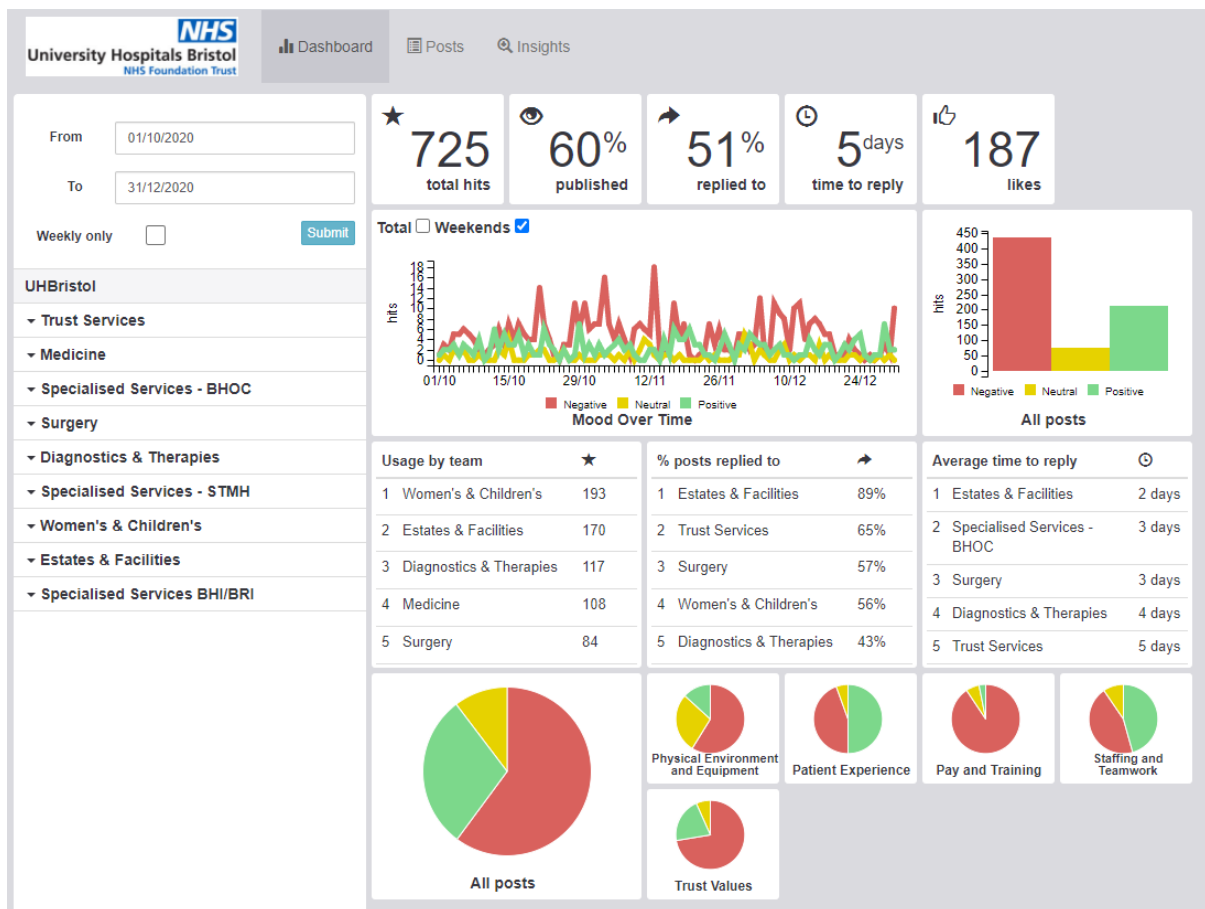 NHS
University Hospitals Bristol
NHS Foundation Trust
Dashboard
Posts
Insights
From
01/10/2020
To
31/12/2020
Weekly only
Submit
UHBristol
Trust Services
Medicine
Specialised Services - BHOC
Surgery
Diagnostics & Therapies
Specialised Services - STMH
Women's & Children's
Estates & Facilities
Specialised Services BHI/BRI
725
total hits
60%
published
51%
replied to
5days
time to reply
187
likes
Total Weekends
18
16
14
12
10
8
6
4
2
0
hits
01/10 15/10 29/10 12/11 26/11 10/12 24/12
Negative Neutral Positive
Mood Over Time
450
400
350
300
250
200
150
100
50
0
hits
Negative Neutral Positive
All posts
Usage by team
1 Women's & Children's 193
2 Estates & Facilities 170
3 Diagnostics & Therapies 117
4 Medicine 108
5 Surgery 84
% posts replied to
1 Estates & Facilities 89%
2 Trust Services 65%
3 Surgery 57%
4 Women's & Children's 56%
5 Diagnostics & Therapies 43%
Average time to reply
1 Estates & Facilities 2 days
2 Specialised Services - 3 days
BHOC
3 Surgery 3 days
4 Diagnostics & Therapies 4 days
5 Trust Services 5 days
All posts
Physical Environment
and Equipment
Patient Experience
Pay and Training
Staffing and
Teamwork
Trust Values